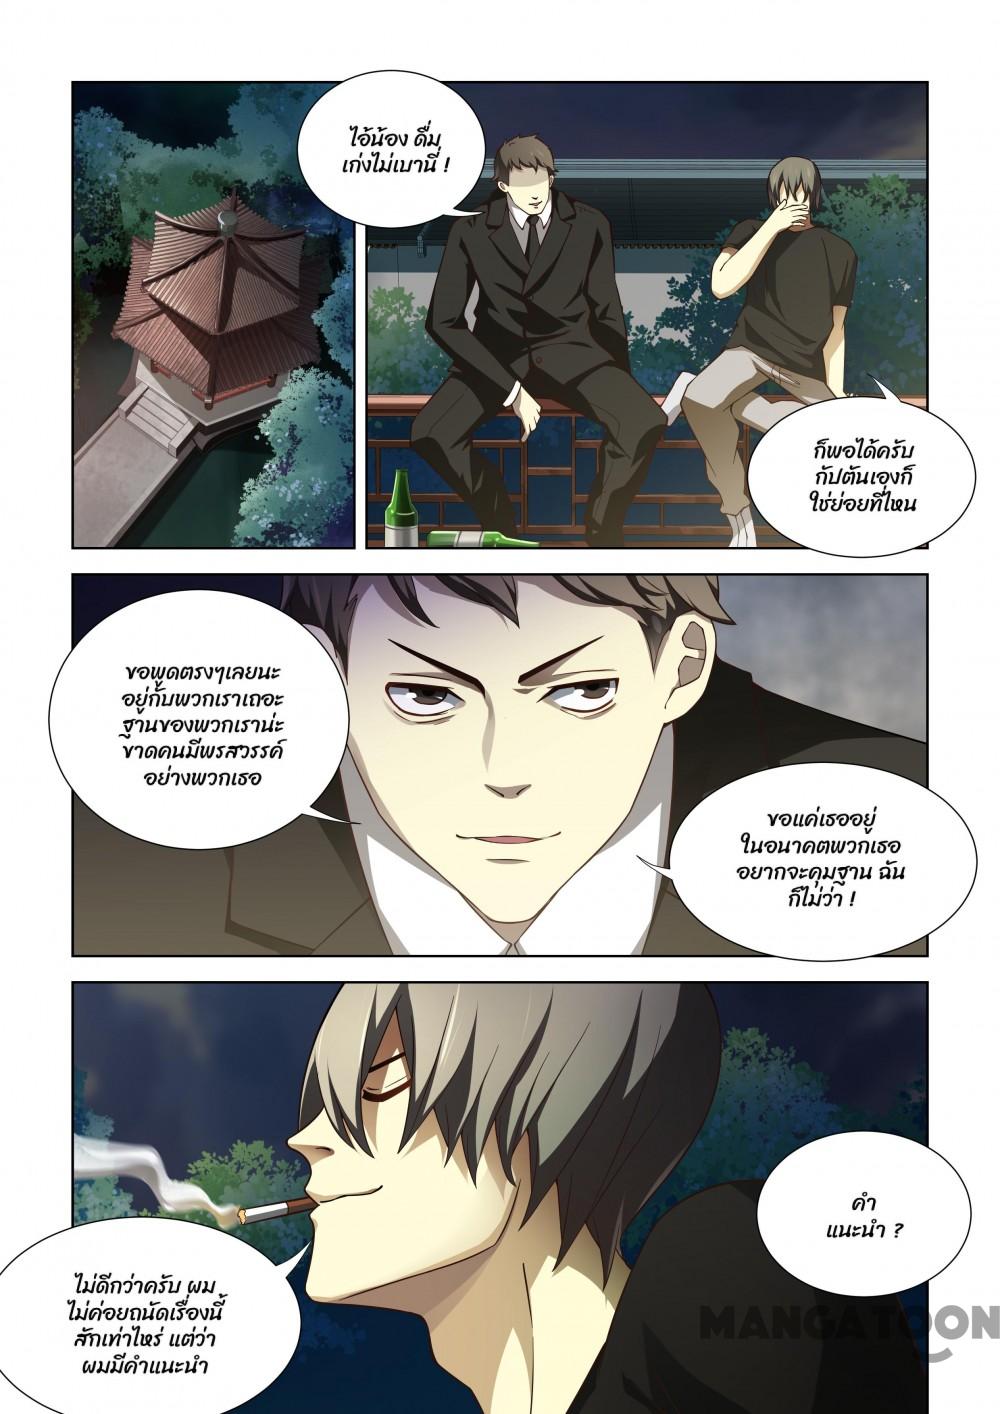 ไอ้น้อง ดื่ม
เก่งไม่เบานี่ !
ก็พอได้ครับ
กัปตันเองก็
ใช่ย่อยที่ไหน
ขอพูดตรงๆเลยนะ
อยู่กับพวกเราเถอะ
ฐานของพวกเราน่ะ
ขาดคนมีพรสวรรค์
อย่างพวกเธอ
ขอแค่เธออยู่
ในอนาคตพวกเธอ
อยากจะคุมฐาน ฉัน
ก็ไม่ว่า !
คำ
แนะนำ ?
ไม่ดีกว่าครับ ผม
ไม่ค่อยถนัดเรื่องนี้
สักเท่าไหร่ แต่ว่า
ผมมีคำแนะนำ
MANGATOON